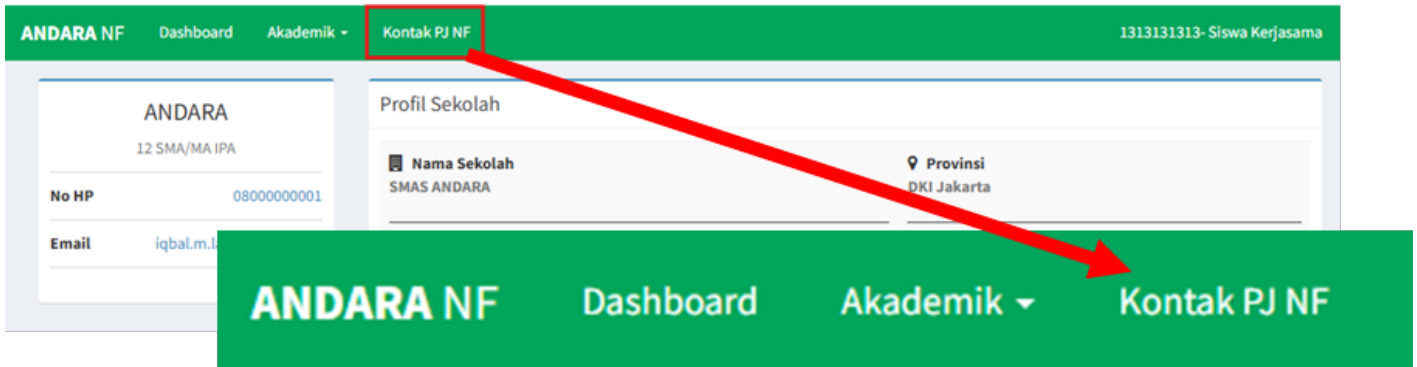 ANDARA NF Dashboard Akademik Kontak PJ NF 1313131313- Siswa Kerjasama
ANDARA
12 SMA/MA IPA
No HP 08000000001
Email iqbal.m.
Profil Sekolah
Nama Sekolah
SMAS ANDARA
Provinsi
DKI Jakarta
ANDARA NF Dashboard Akademik Kontak PJ NF